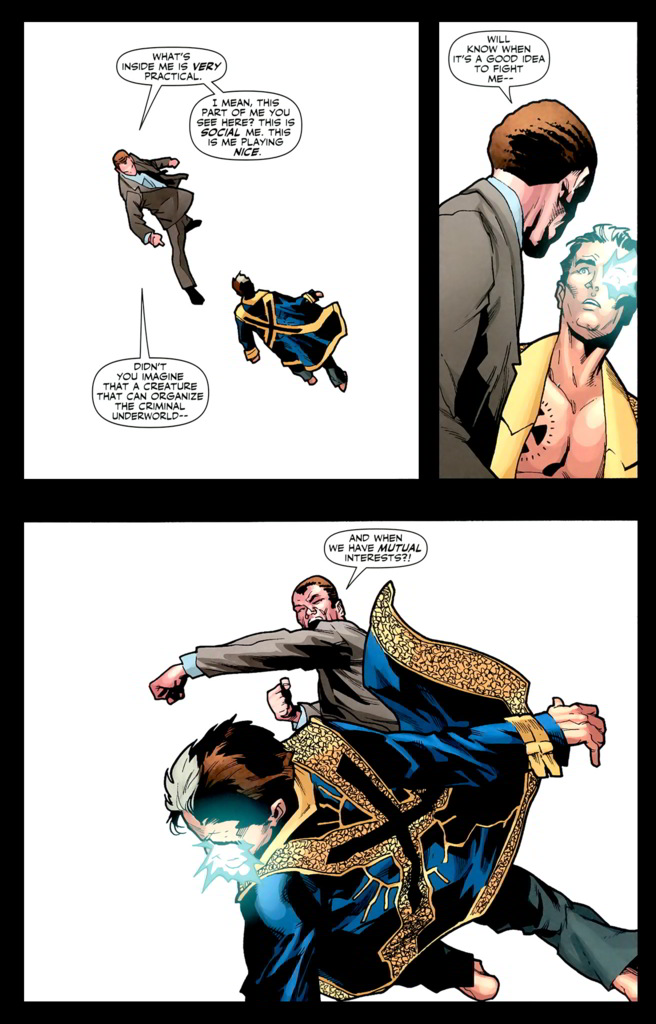 WHAT'S
INSIDE ME IS VERY
PRACTICAL.
I MEAN, THIS
PART OF ME YOU
SEE HERE? THIS IS
SOCIAL ME. THIS
IS ME PLAYING
NICE.
DIDN'T
YOU IMAGINE
THAT A CREATURE
THAT CAN ORGANIZE
THE CRIMINAL
UNDERWORLD--
WILL
KNOW WHEN
IT'S A GOOD IDEA
TO FIGHT
ME--
AND WHEN
WE HAVE MUTUAL
INTERESTS?!